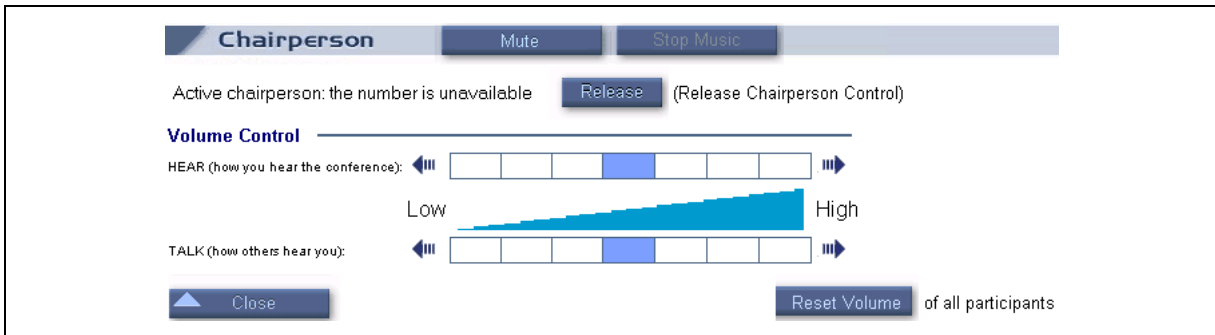 Chairperson Mute Stop Music
Active chairperson: the number is unavailable Release (Release Chairperson Control)
Volume Control
HEAR (how you hear the conference):
Low High
TALK (how others hear you):
Close Reset Volume of all participants